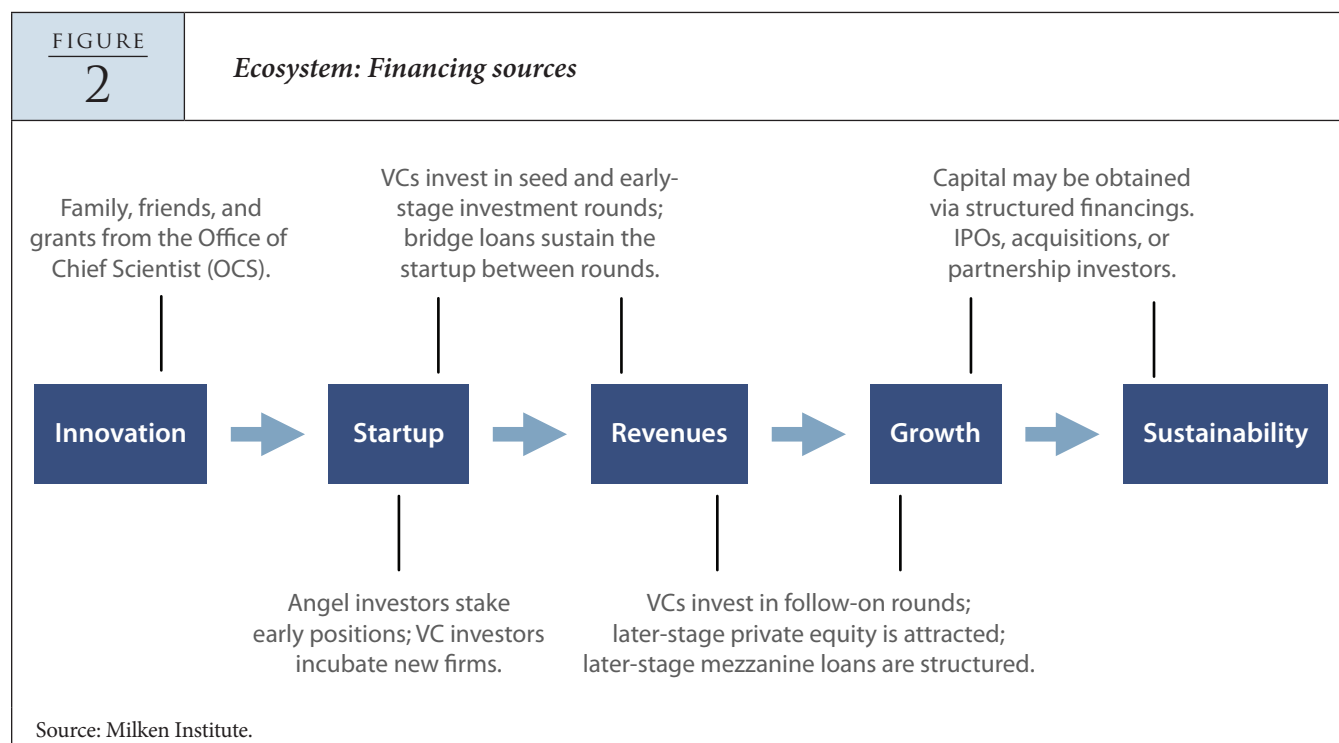 FIGURE
2
Ecosystem: Financing sources
Family, friends, and
grants from the Office of
Chief Scientist (OCS).
VCs invest in seed and early-
stage investment rounds;
bridge loans sustain the
startup between rounds.
Capital may be obtained
via structured financings.
IPOs, acquisitions, or
partnership investors.
Innovation
Startup
Revenues
Growth
Sustainability
Angel investors stake
early positions; VC investors
incubate new firms.
VCs invest in follow-on rounds;
later-stage private equity is attracted;
later-stage mezzanine loans are structured.
Source: Milken Institute.